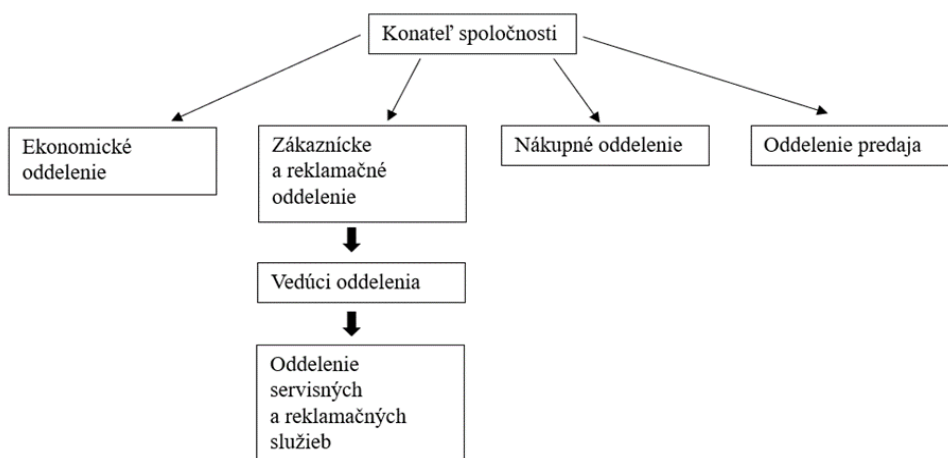 Konateľ spoločnosti
Ekonomické
oddelenie
Zákaznícke
a reklamačné
oddelenie
Nákupné oddelenie
Oddelenie predaja
Vedúci oddelenia
Oddelenie
servisných
a reklamačných
služieb